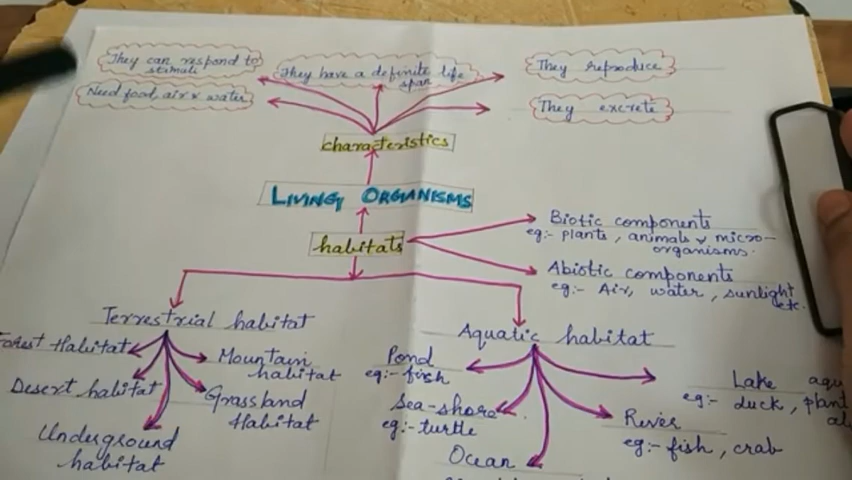 They can respond to
stimuli
They have a definite life
span
They reproduce
Need food, air & water
They excrete
characteristics
LIVING ORGANISMS
habitats
Biotic components
eg:- plants, animals & micro-
organisms.
Abiotic components
eg:- Air, water, sunlight
etc.
Terrestrial habitat
Forest Habitat
Mountain
habitat
Desert habitat
Grassland
Habitat
Underground
habitat
Aquatic habitat
Pond
eg:- fish
Lake
eg:- duck,
Sea-shore
eg:- turtle
River
eg:- fish, crab
Ocean